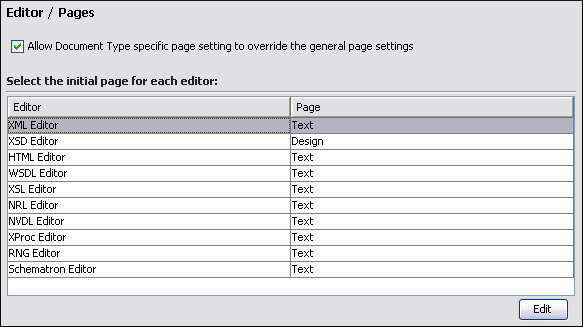 Editor / Pages
Allow Document Type specific page setting to override the general page settings
Select the initial page for each editor:
Editor Page
XML Editor Text
XSD Editor Design
HTML Editor Text
WSDL Editor Text
XSL Editor Text
NRL Editor Text
NVDL Editor Text
XProc Editor Text
RNG Editor Text
Schematron Editor Text
Edit